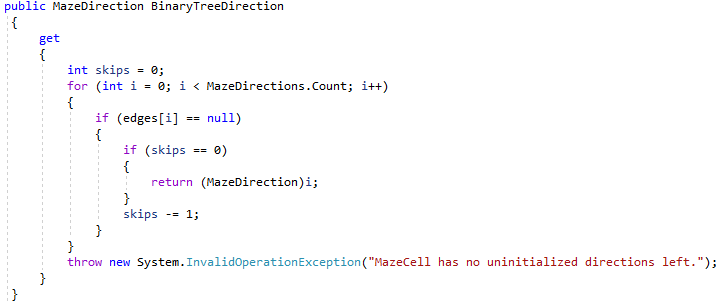 public MazeDirection BinaryTreeDirection
{
get
{
int skips = 0;
for (int i = 0; i < MazeDirections.Count; i++)
{
if (edges[i] == null)
{
if (skips == 0)
{
return (MazeDirection)i;
}
skips -= 1;
}
}
throw new System.InvalidOperationException("MazeCell has no uninitialized directions left.");
}
}